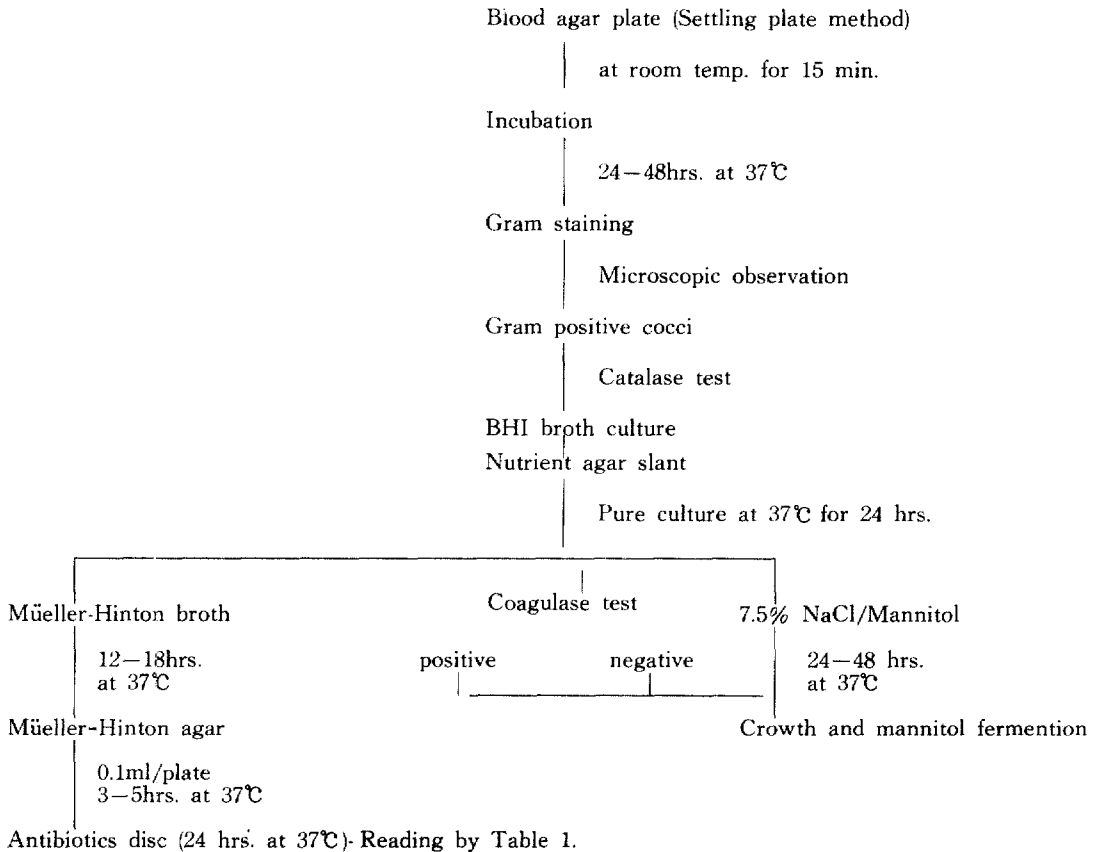 Blood agar plate (Settling plate method)
at room temp. for 15 min.
Incubation
24—48hrs. at 37℃
Gram staining
Microscopic observation
Gram positive cocci
Catalase test
BHI broth culture
Nutrient agar slant
Pure culture at 37℃ for 24 hrs.
Müeller-Hinton broth
Coagulase test
7.5% NaCl/Mannitol
12—18hrs.
at 37℃
positive
negative
24—48 hrs.
at 37℃
Müeller-Hinton agar
Crowth and mannitol fermention
0.1ml/plate
3—5hrs. at 37℃
Antibiotics disc (24 hrs. at 37℃)- Reading by Table 1.